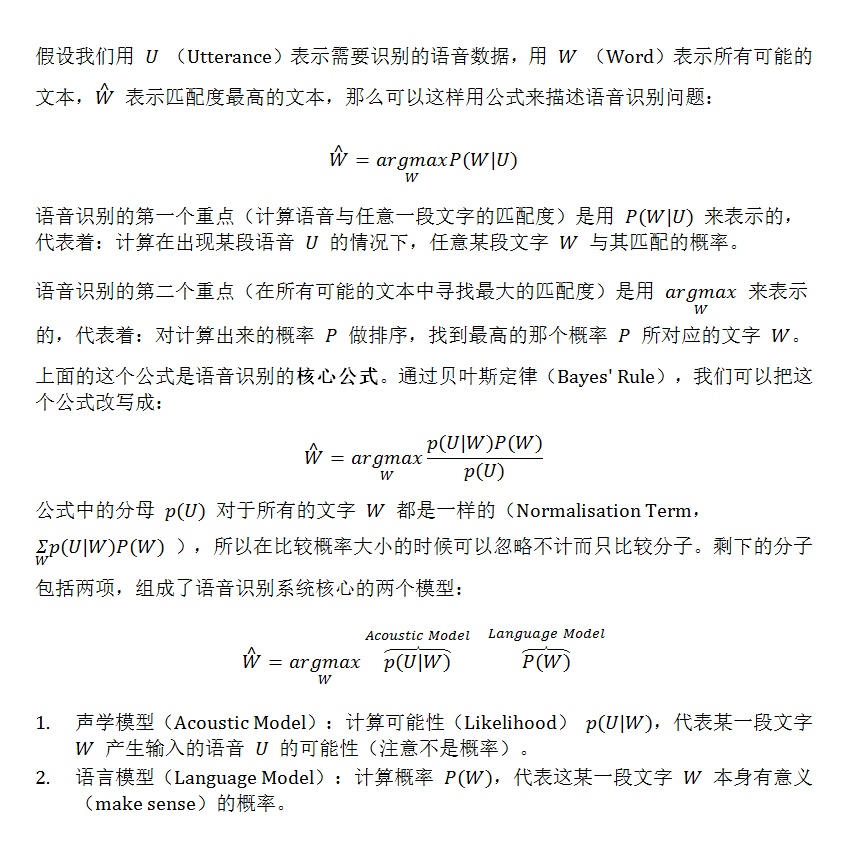 假设我们用 U （Utterance）表示需要识别的语音数据，用 W （Word）表示所有可能的
文本，Ŵ 表示匹配度最高的文本，那么可以这样用公式来描述语音识别问题：
Ŵ = argmax P(W|U)
W
语音识别的第一个重点（计算语音与任意一段文字的匹配度）是用 P(W|U) 来表示的，
代表着：计算在出现某段语音 U 的情况下，任意某段文字 W 与其匹配的概率。
语音识别的第二个重点（在所有可能的文本中寻找最大的匹配度）是用 argmax 来表示
W
的，代表着：对计算出来的概率 P 做排序，找到最高的那个概率 P 所对应的文字 W。
上面的这个公式是语音识别的核心公式。通过贝叶斯定律（Bayes' Rule），我们可以把这
个公式改写成：
p(U|W)P(W)
Ŵ = argmax
W
p(U)
公式中的分母 p(U) 对于所有的文字 W 都是一样的（Normalisation Term，
Σp(U|W)P(W) ），所以在比较概率大小的时候可以忽略不计而只比较分子。剩下的分子
W
包括两项，组成了语音识别系统核心的两个模型：
Acoustic Model Language Model
Ŵ = argmax p(U|W) P(W)
W
1. 声学模型（Acoustic Model）：计算可能性（Likelihood） p(U|W)，代表某一段文字
W 产生输入的语音 U 的可能性（注意不是概率）。
2. 语言模型（Language Model）：计算概率 P(W)，代表这某一段文字 W 本身有意义
（make sense）的概率。